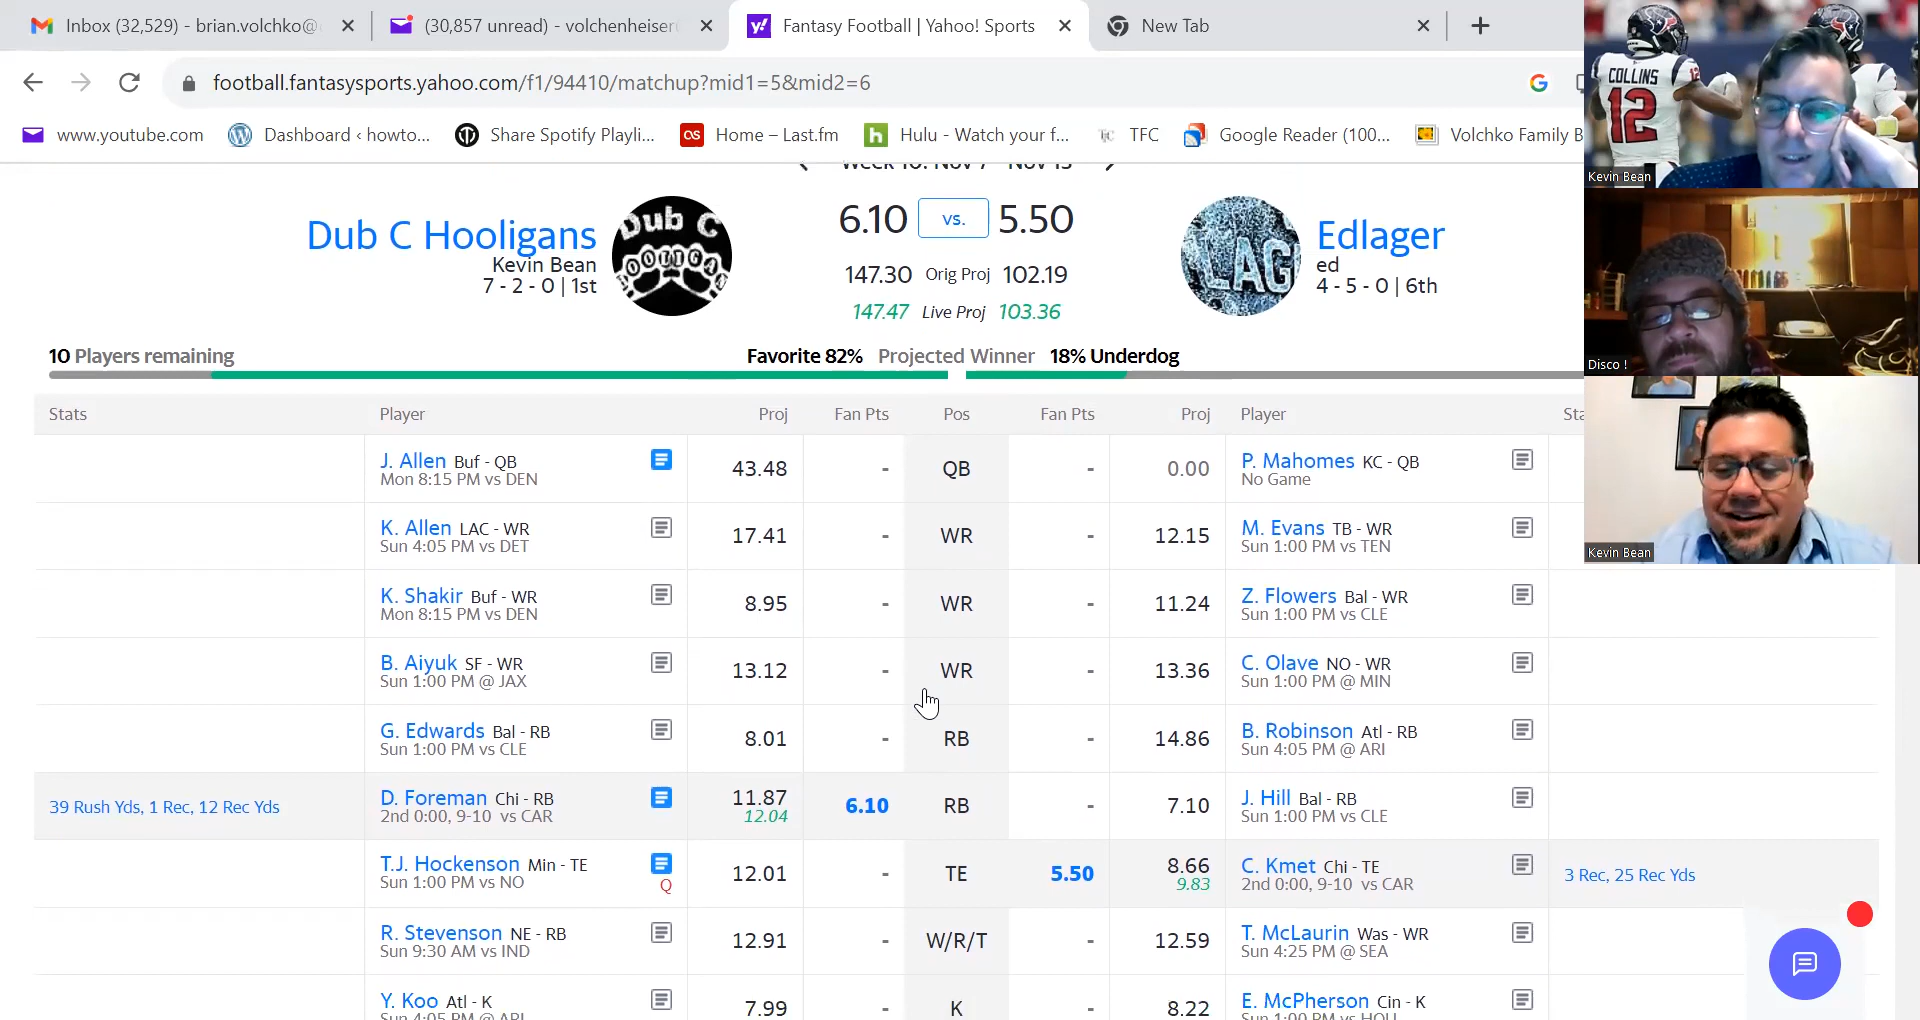 Inbox (32,529) - brian.volchko@
(30,857 unread) - volchenheiser
Fantasy Football | Yahoo! Sports
New Tab
football.fantasysports.yahoo.com/f1/94410/matchup?mid1=5&mid2=6
www.youtube.com
Dashboard ‹ howto...
Share Spotify Playli...
Home – Last.fm
Hulu - Watch your f...
TFC
Google Reader (100...
Volchko Family B
COLLINS
12
Kevin Bean
Disco !
Kevin Bean
Dub C Hooligans
Kevin Bean
7 - 2 - 0 | 1st
Dub C
6.10 vs. 5.50
147.30 Orig Proj 102.19
147.47 Live Proj 103.36
LAG
Edlager
ed
4 - 5 - 0 | 6th
10 Players remaining
Favorite 82% Projected Winner 18% Underdog
Stats Player Proj Fan Pts Pos Fan Pts Proj Player Sta
J. Allen Buf - QB 43.48 - QB - 0.00 P. Mahomes KC - QB
Mon 8:15 PM vs DEN No Game
K. Allen LAC - WR 17.41 - WR - 12.15 M. Evans TB - WR
Sun 4:05 PM vs DET Sun 1:00 PM vs TEN
K. Shakir Buf - WR 8.95 - WR - 11.24 Z. Flowers Bal - WR
Mon 8:15 PM vs DEN Sun 1:00 PM vs CLE
B. Aiyuk SF - WR 13.12 - WR - 13.36 C. Olave NO - WR
Sun 1:00 PM @ JAX Sun 1:00 PM @ MIN
G. Edwards Bal - RB 8.01 - RB - 14.86 B. Robinson Atl - RB
Sun 1:00 PM vs CLE Sun 4:05 PM @ ARI
39 Rush Yds, 1 Rec, 12 Rec Yds D. Foreman Chi - RB 11.87 6.10 RB - 7.10 J. Hill Bal - RB
2nd 0:00, 9-10 vs CAR 12.04 Sun 1:00 PM vs CLE
T.J. Hockenson Min - TE 12.01 - TE 5.50 8.66 C. Kmet Chi - TE 3 Rec, 25 Rec Yds
Sun 1:00 PM vs NO Q 9.83 2nd 0:00, 9-10 vs CAR
R. Stevenson NE - RB 12.91 - W/R/T - 12.59 T. McLaurin Was - WR
Sun 9:30 AM vs IND Sun 4:25 PM @ SEA
Y. Koo Atl - K 7.99 - K - 8.22 E. McPherson Cin - K
Sun 4:05 PM @ ARI Sun 1:00 PM vs HOU